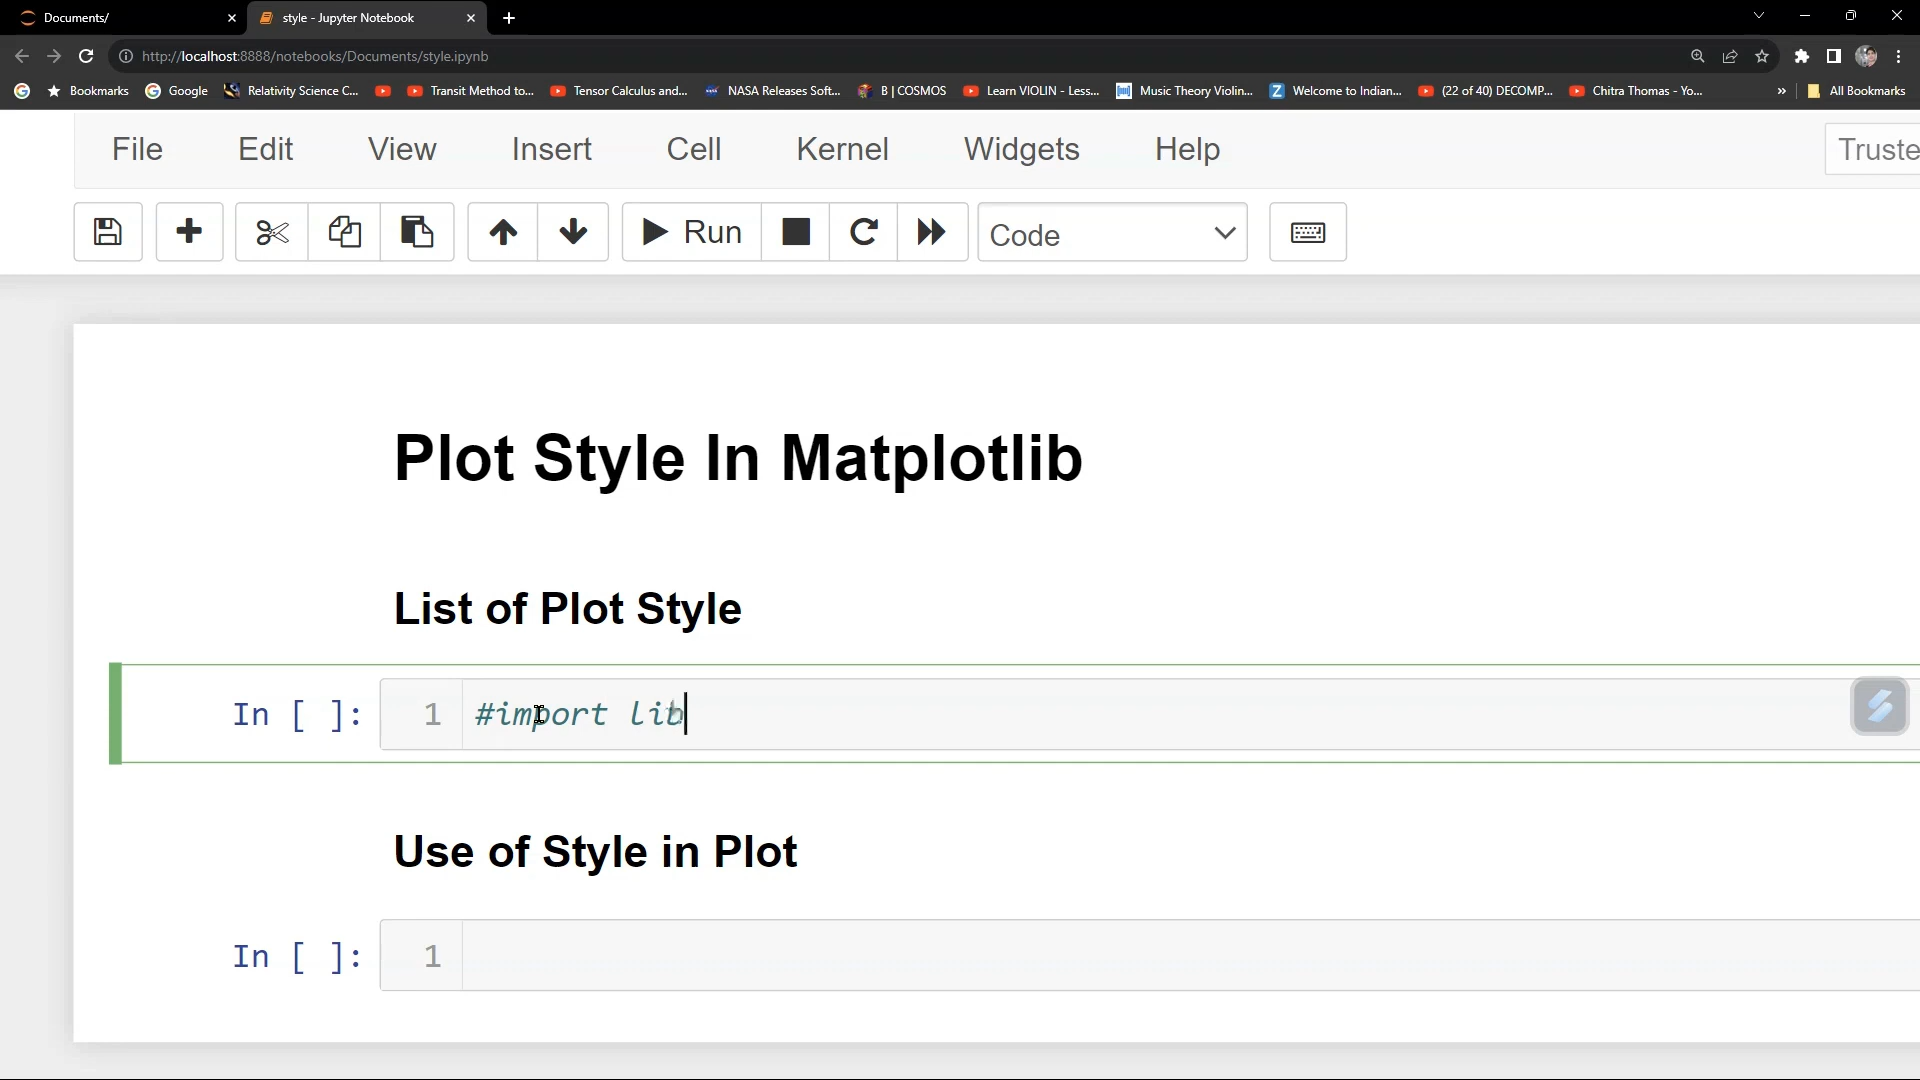 Documents/
style - Jupyter Notebook
http://localhost:8888/notebooks/Documents/style.ipynb
Bookmarks Google Relativity Science C... Transit Method to... Tensor Calculus and... NASA Releases Soft... B | COSMOS Learn VIOLIN - Less... Music Theory Violin... Welcome to Indian... (22 of 40) DECOMP... Chitra Thomas - Yo... » All Bookmarks
File Edit View Insert Cell Kernel Widgets Help Truste
Run Code
Plot Style In Matplotlib
List of Plot Style
In [ ]: 1 #import lib
Use of Style in Plot
In [ ]: 1